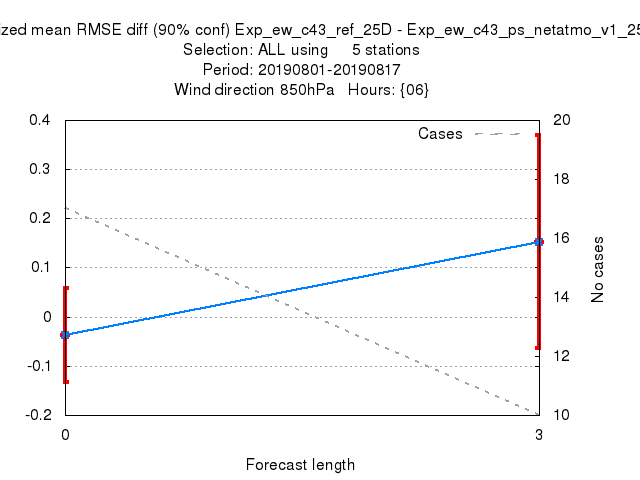 ized mean RMSE diff (90% conf) Exp_ew_c43_ref_25D - Exp_ew_c43_ps_netatmo_v1_25
Selection: ALL using 5 stations
Period: 20190801-20190817
Wind direction 850hPa Hours: {06}
Cases
0.4
0.3
0.2
0.1
0
-0.1
-0.2
20
18
16
14
12
10
No cases
0
3
Forecast length